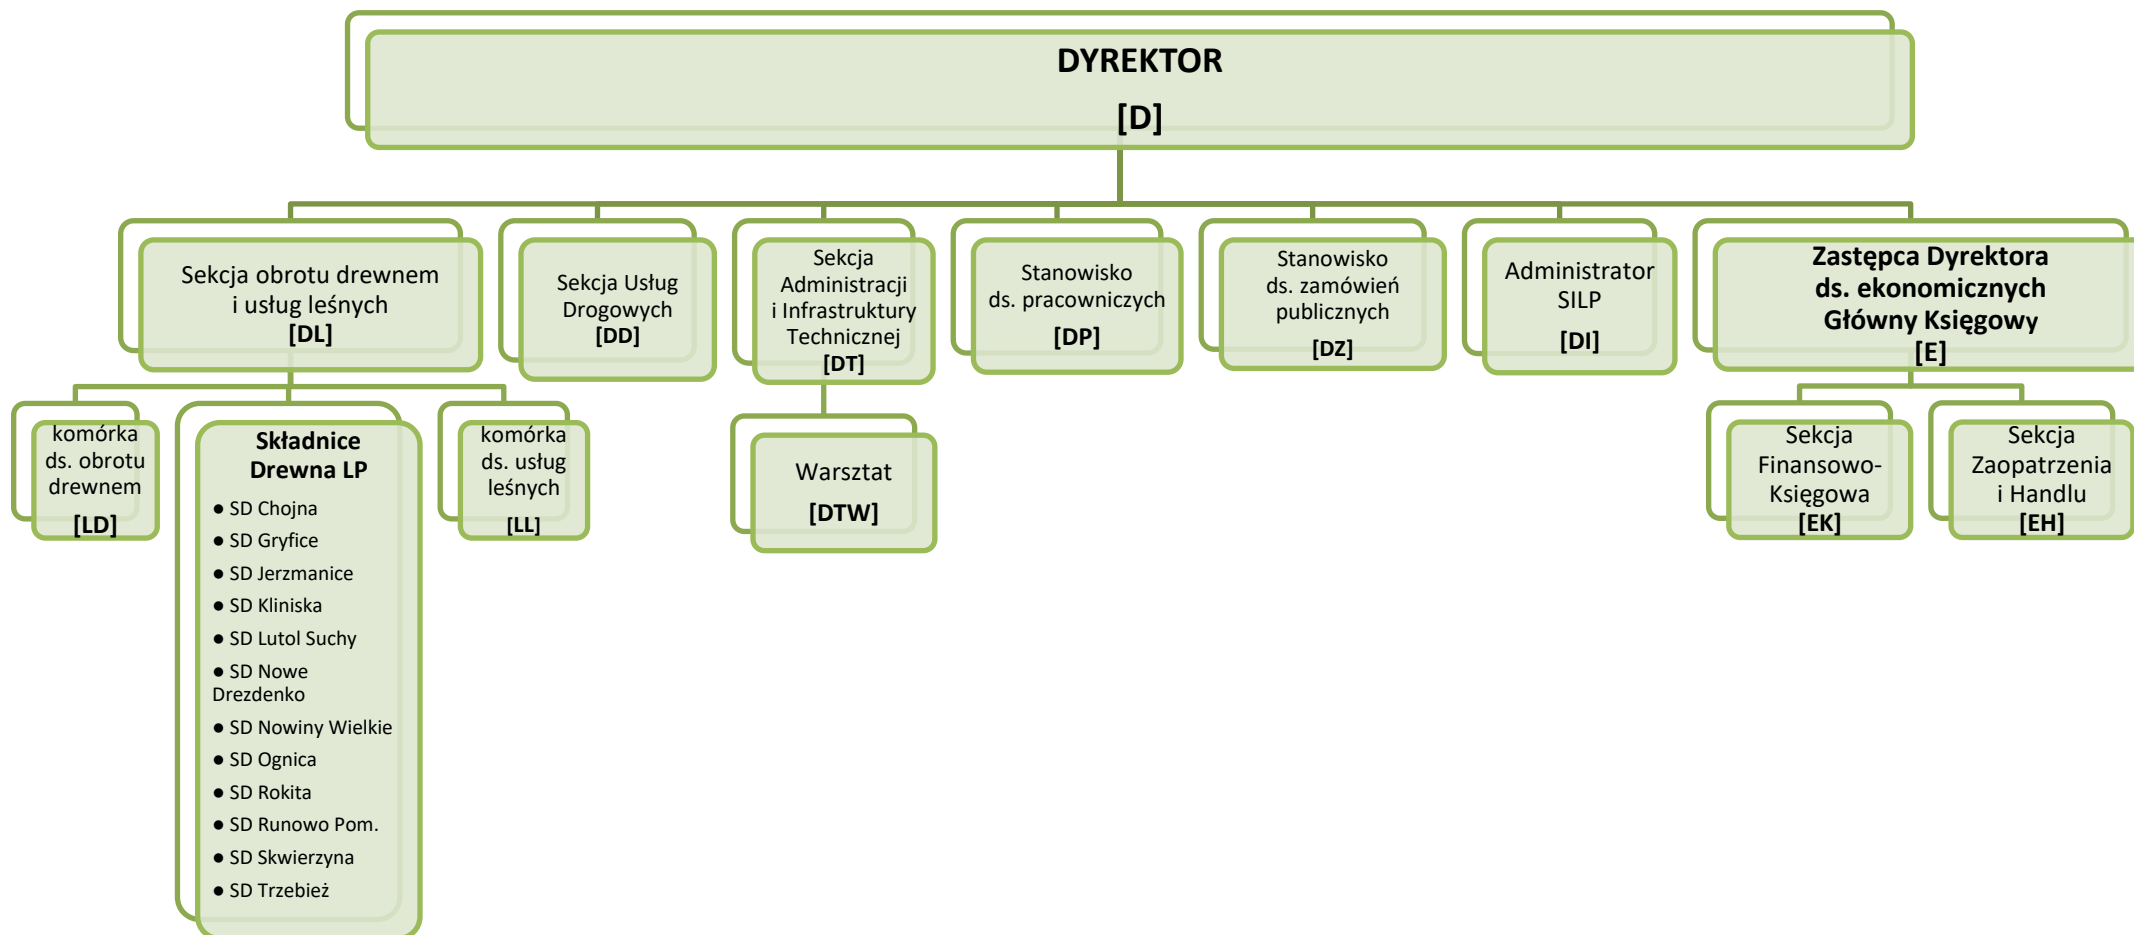 DYREKTOR
[D]
Sekcja obrotu drewnem
i usług leśnych
[DL]
Sekcja Usług
Drogowych
[DD]
Sekcja
Administracji
i Infrastruktury
Technicznej
[DT]
Stanowisko
ds. pracowniczych
[DP]
Stanowisko
ds. zamówień
publicznych
[DZ]
Administrator
SILP
[DI]
Zastępca Dyrektora
ds. ekonomicznych
Główny Księgowy
[E]
komórka
ds. obrotu
drewnem
[LD]
Składnice
Drewna LP
● SD Chojna
● SD Gryfice
● SD Jerzmanice
● SD Kliniska
● SD Lutol Suchy
● SD Nowe
Drezdenko
● SD Nowiny Wielkie
● SD Ognica
● SD Rokita
● SD Runowo Pom.
● SD Skwierzyna
● SD Trzebież
komórka
ds. usług
leśnych
[LL]
Warsztat
[DTW]
Sekcja
Finansowo-
Księgowa
[EK]
Sekcja
Zaopatrzenia
i Handlu
[EH]